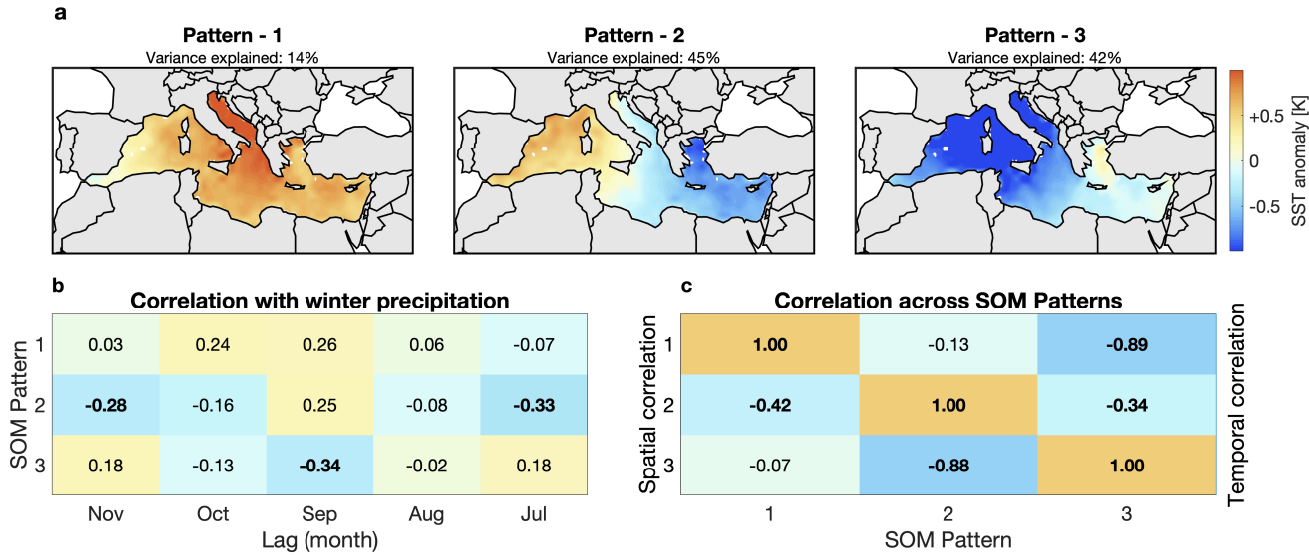 a
Pattern - 1
Variance explained: 14%
Pattern - 2
Variance explained: 45%
Pattern - 3
Variance explained: 42%
+0.5
0
-0.5
SST anomaly [K]
b
Correlation with winter precipitation
SOM Pattern
1 0.03 0.24 0.26 0.06 -0.07
2 -0.28 -0.16 0.25 -0.08 -0.33
3 0.18 -0.13 -0.34 -0.02 0.18
Nov Oct Sep Aug Jul
Lag (month)
c
Correlation across SOM Patterns
Spatial correlation
1 1.00 -0.13 -0.89
2 -0.42 1.00 -0.34
3 -0.07 -0.88 1.00
Temporal correlation
1 2 3
SOM Pattern